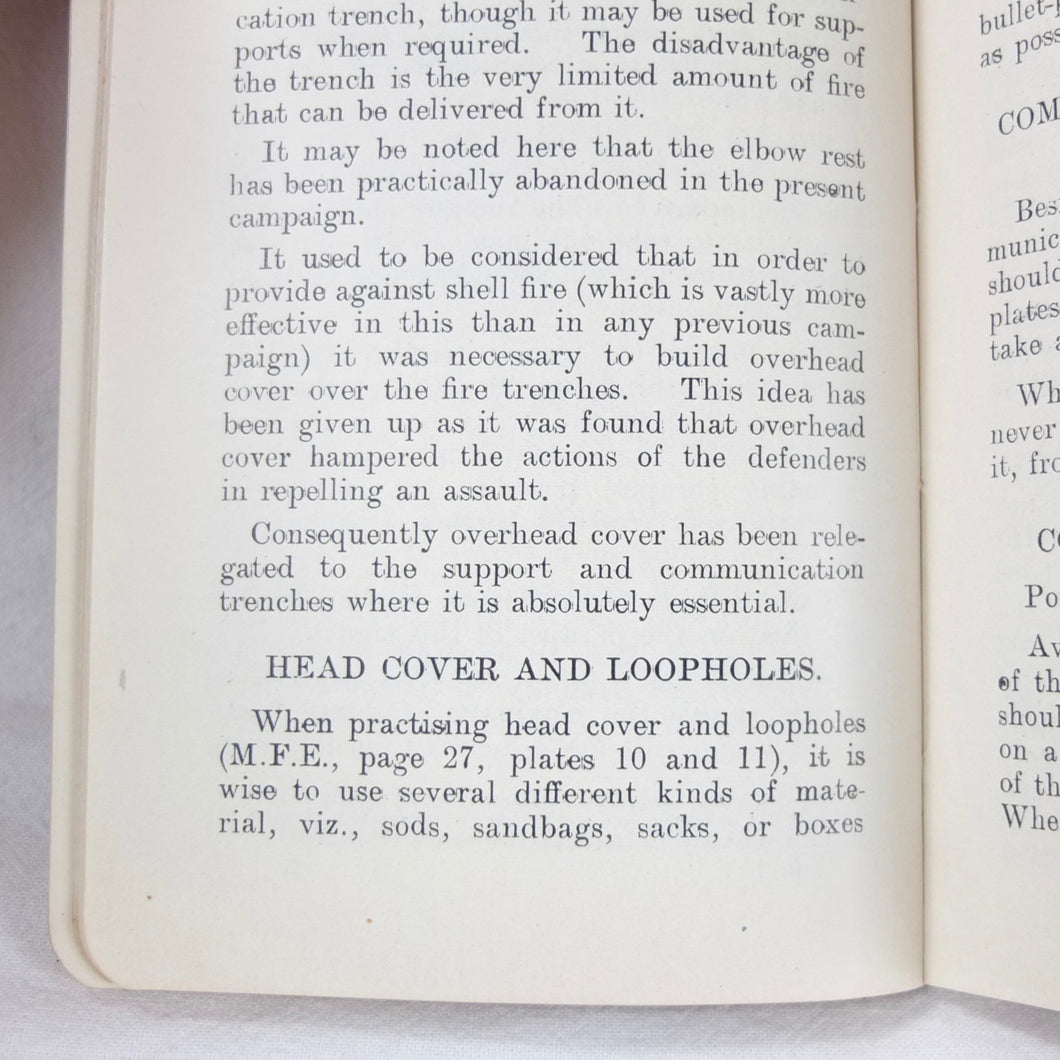 cation trench, though it may be used for sup-
ports when required. The disadvantage of
the trench is the very limited amount of fire
that can be delivered from it.
It may be noted here that the elbow rest
has been practically abandoned in the present
campaign.
It used to be considered that in order to
provide against shell fire (which is vastly more
effective in this than in any previous cam-
paign) it was necessary to build overhead
cover over the fire trenches. This idea has
been given up as it was found that overhead
cover hampered the actions of the defenders
in repelling an assault.
Consequently overhead cover has been rele-
gated to the support and communication
trenches where it is absolutely essential.
HEAD COVER AND LOOPHOLES.
When practising head cover and loopholes
(M.F.E., page 27, plates 10 and 11), it is
wise to use several different kinds of mate-
rial, viz., sods, sandbags, sacks, or boxes
bullet-
as poss
COM
Bes
munic
should
plates
take
Wh
never
it, fro
CO
Po
Av
of th
shoul
on a
of th
Whe